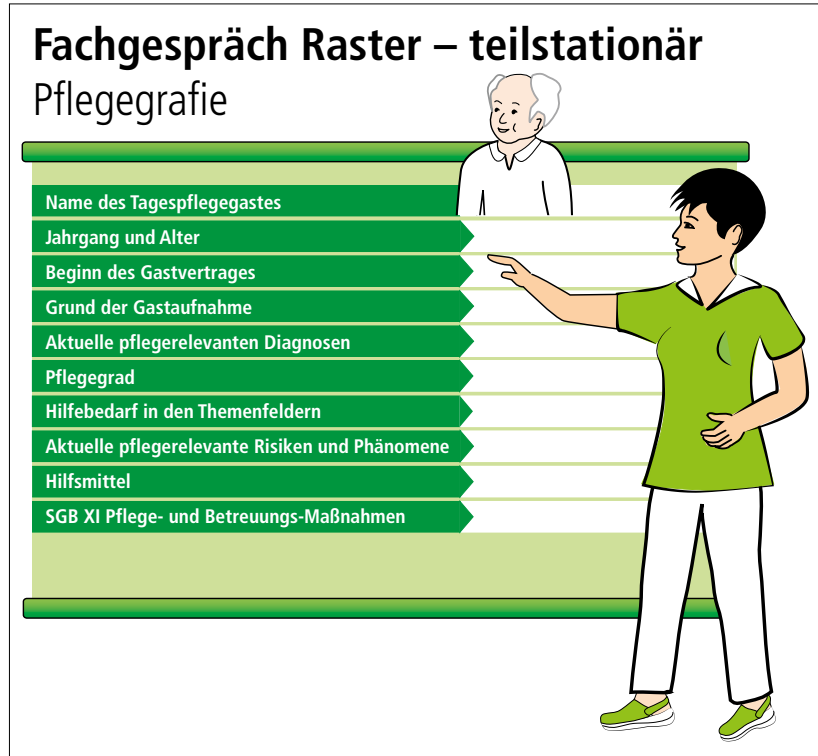 Fachgespräch Raster – teilstationär
Pflegegrafie
Name des Tagespflegegastes
Jahrgang und Alter
Beginn des Gastvertrages
Grund der Gastaufnahme
Aktuelle pflegerelevanten Diagnosen
Pflegegrad
Hilfebedarf in den Themenfeldern
Aktuelle pflegerelevante Risiken und Phänomene
Hilfsmittel
SGB XI Pflege- und Betreuungs-Maßnahmen